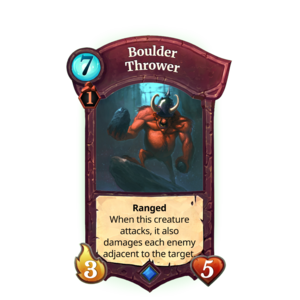 7
Boulder
Thrower
1
Ranged
When this creature
attacks, it also
damages each enemy
adjacent to the target.
3
5